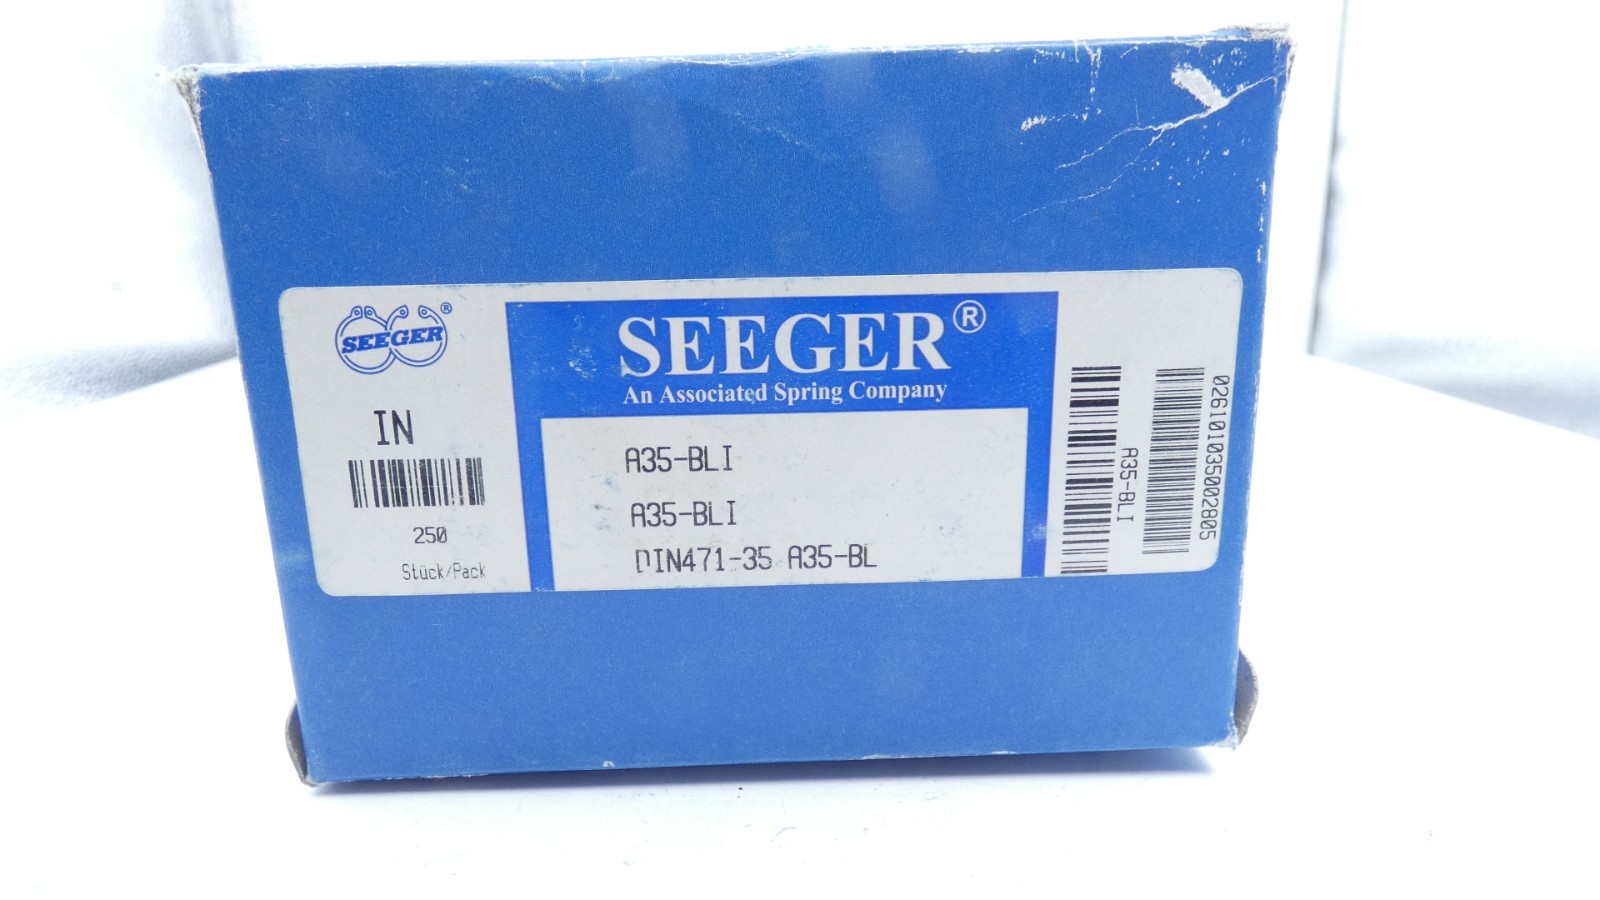 SEEGER®
IN
250
Stück/Pack
SEEGER®
An Associated Spring Company
A35-BLI
A35-BLI
DIN471-35 A35-BL
A35-BLI
026101035002805